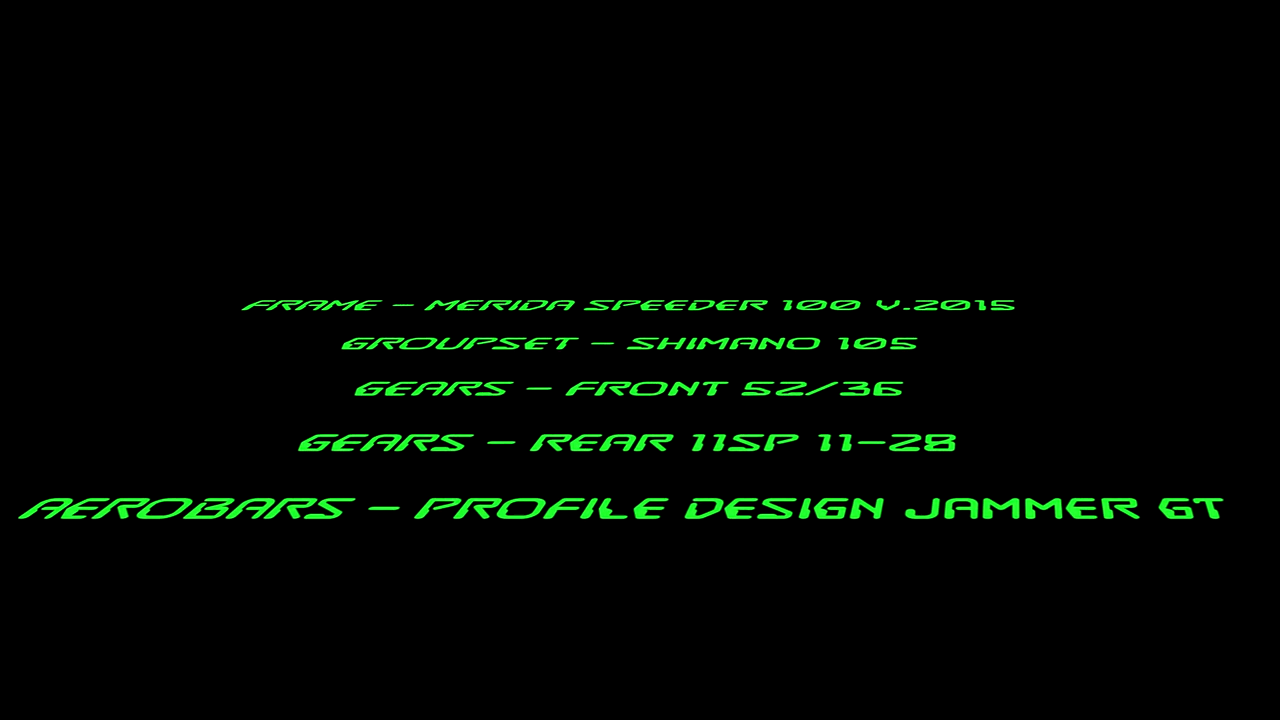 FRAME - MERIDA SPEEDER 100 V.2015
GROUPSET - SHIMANO 105
GEARS - FRONT 52/36
GEARS - REAR 11SP 11-28
AEROBARS - PROFILE DESIGN JAMMER GT